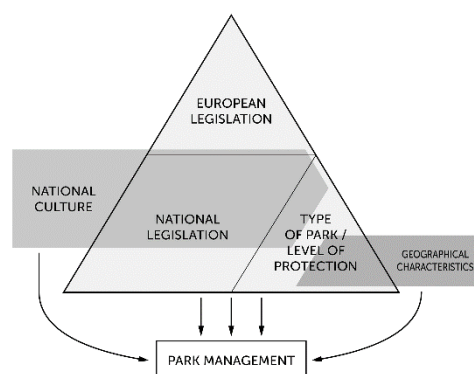 EUROPEAN
LEGISLATION
NATIONAL
CULTURE
NATIONAL
LEGISLATION
TYPE
OF PARK /
LEVEL OF
PROTECTION
GEOGRAPHICAL
CHARACTERISTICS
PARK MANAGEMENT